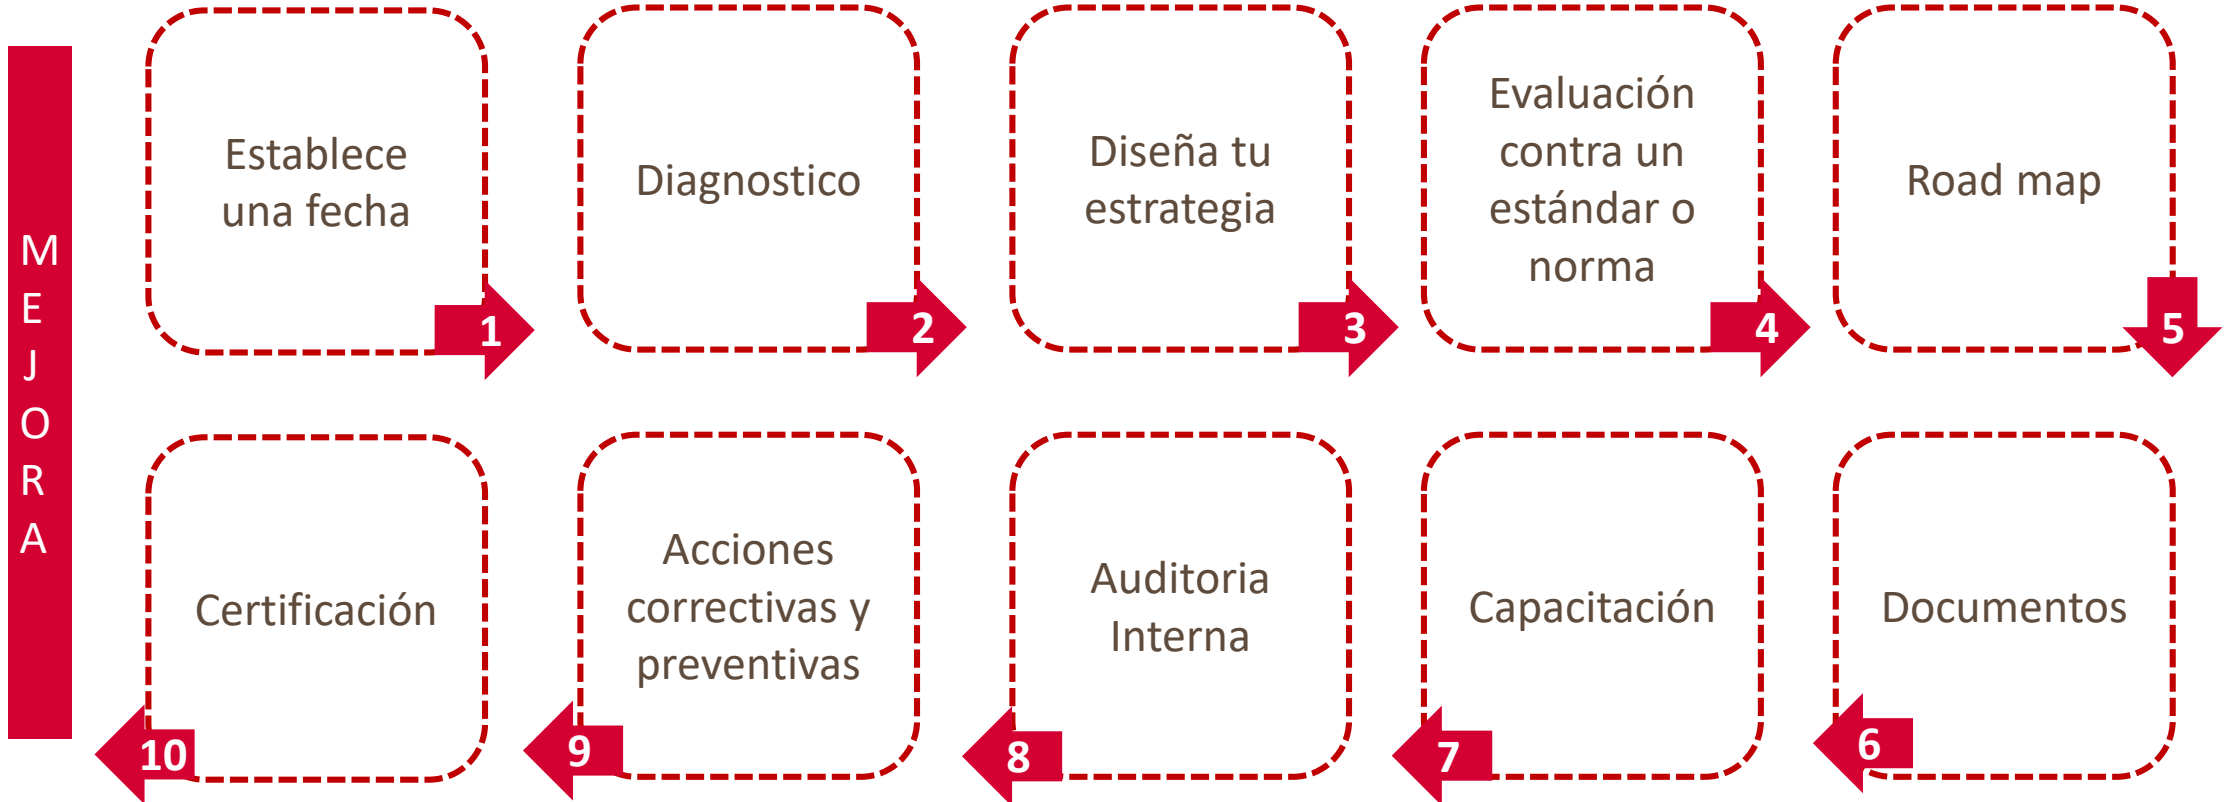 M
E
J
O
R
A
Establece
una fecha
1
Diagnostico
2
Diseña tu
estrategia
3
Evaluación
contra un
estándar o
norma
4
Road map
5
Documentos
6
Capacitación
7
Auditoria
Interna
8
Acciones
correctivas y
preventivas
9
Certificación
10